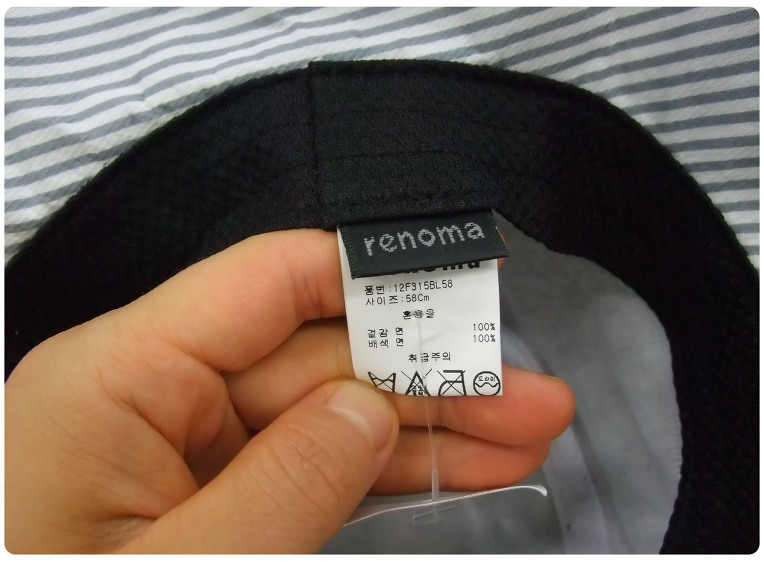 renoma
품번:12F315BL58
사이즈:58Cm
혼용율
겉감 면 100%
배색 면 100%
취급주의